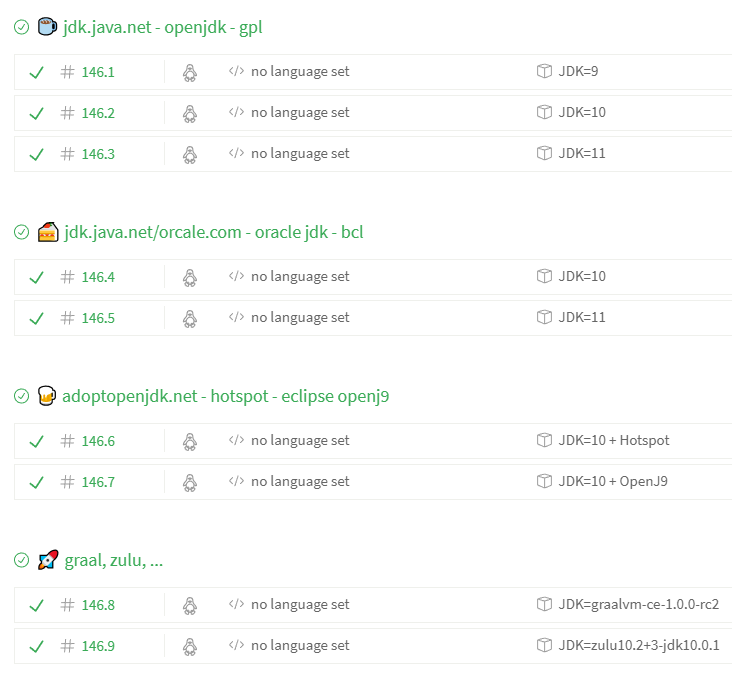 jdk.java.net - openjdk - gpl
# 146.1 </> no language set JDK=9
# 146.2 </> no language set JDK=10
# 146.3 </> no language set JDK=11
jdk.java.net/orcale.com - oracle jdk - bcl
# 146.4 </> no language set JDK=10
# 146.5 </> no language set JDK=11
adoptopenjdk.net - hotspot - eclipse openj9
# 146.6 </> no language set JDK=10 + Hotspot
# 146.7 </> no language set JDK=10 + OpenJ9
graal, zulu, ...
# 146.8 </> no language set JDK=graalvm-ce-1.0.0-rc2
# 146.9 </> no language set JDK=zulu10.2+3-jdk10.0.1